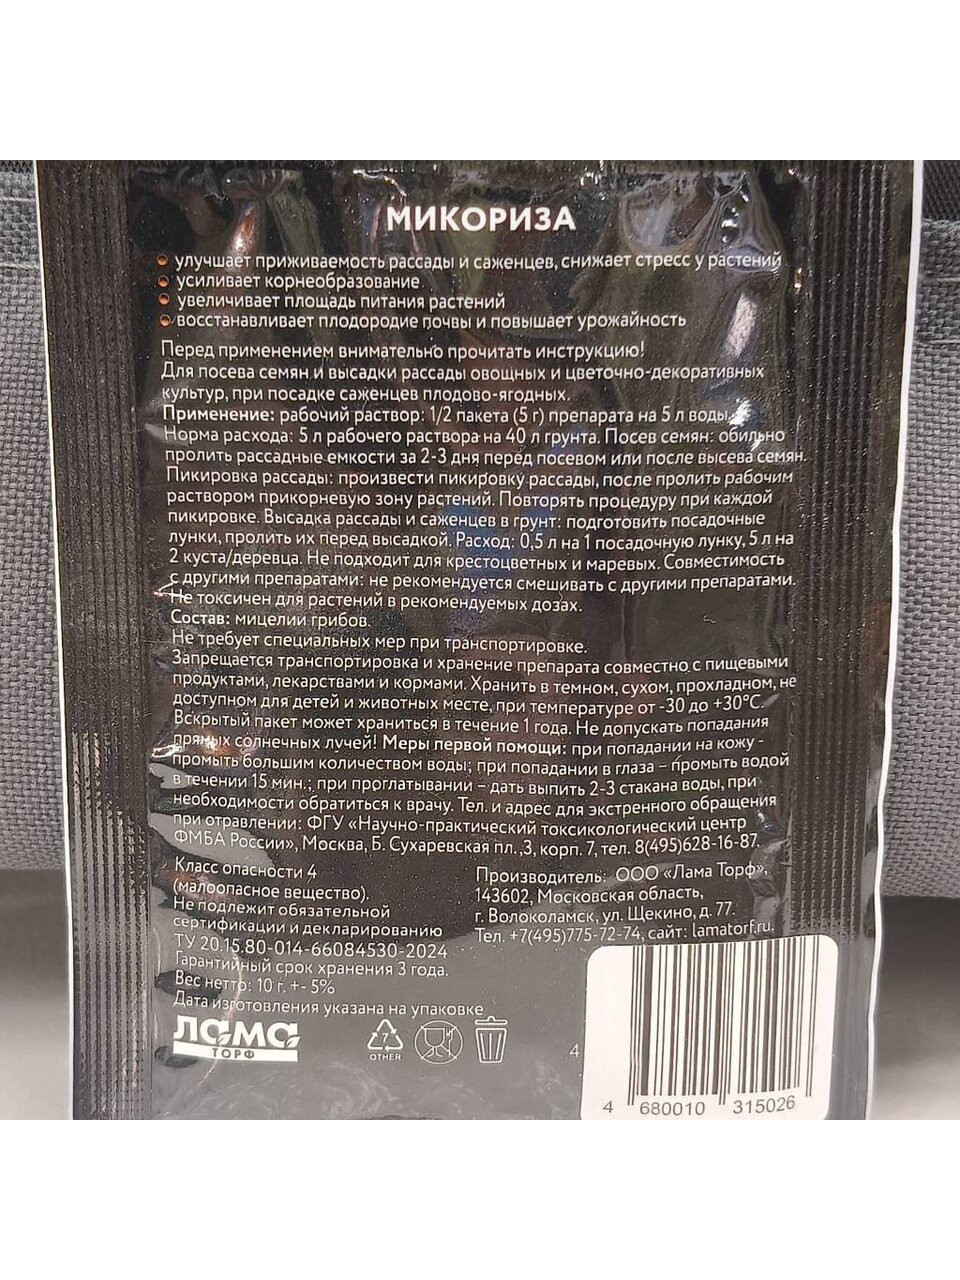 МИКОРИЗА
улучшает приживаемость рассады и саженцев, снижает стресс у растений
усиливает корнеобразование
увеличивает площадь питания растений
восстанавливает плодородие почвы и повышает урожайность
Перед применением внимательно прочитать инструкцию!
Для посева семян и высадки рассады овощных и цветочно-декоративных
культур, при посадке саженцев плодово-ягодных.
Применение: рабочий раствор: 1/2 пакета (5 г) препарата на 5 л воды.
Норма расхода: 5 л рабочего раствора на 40 л грунта. Посев семян: обильно
пролить рассадные емкости за 2-3 дня перед посевом или после высева семян.
Пикировка рассады: произвести пикировку рассады, после пролить рабочим
раствором прикорневую зону растений. Повторять процедуру при каждой
пикировке. Высадка рассады и саженцев в грунт: подготовить посадочные
лунки, пролить их перед высадкой. Расход: 0,5 л на 1 посадочную лунку, 5 л на
2 куста/деревца. Не подходит для крестоцветных и маревых. Совместимость
с другими препаратами: не рекомендуется смешивать с другими препаратами.
Не токсичен для растений в рекомендуемых дозах.
Состав: мицелии грибов.
Не требует специальных мер при транспортировке.
Запрещается транспортировка и хранение препарата совместно с пищевыми
продуктами, лекарствами и кормами. Хранить в темном, сухом, прохладном, не
доступном для детей и животных месте, при температуре от -30 до +30°С.
Вскрытый пакет может храниться в течение 1 года. Не допускать попадания
прямых солнечных лучей! Меры первой помощи: при попадании на кожу -
промыть большим количеством воды; при попадании в глаза – промыть водой
в течении 15 мин.; при проглатывании – дать выпить 2-3 стакана воды, при
необходимости обратиться к врачу. Тел. и адрес для экстренного обращения
при отравлении: ФГУ «Научно-практический токсикологический центр
ФМБА России», Москва, Б. Сухаревская пл.,3, корп. 7, тел. 8(495)628-16-87.
Класс опасности 4
(малоопасное вещество).
Не подлежит обязательной
сертификации и декларированию
ТУ 20.15.80-014-66084530-2024
Гарантийный срок хранения 3 года.
Вес нетто: 10 г. +- 5%
Дата изготовления указана на упаковке
Производитель: ООО «Лама Торф»,
143602, Московская область,
г. Волоколамск, ул. Щекино, д. 77.
Тел. +7(495)775-72-74, сайт: lamatorf.ru.
лама
ТОРФ
7
OTHER
4
4 680010 315026